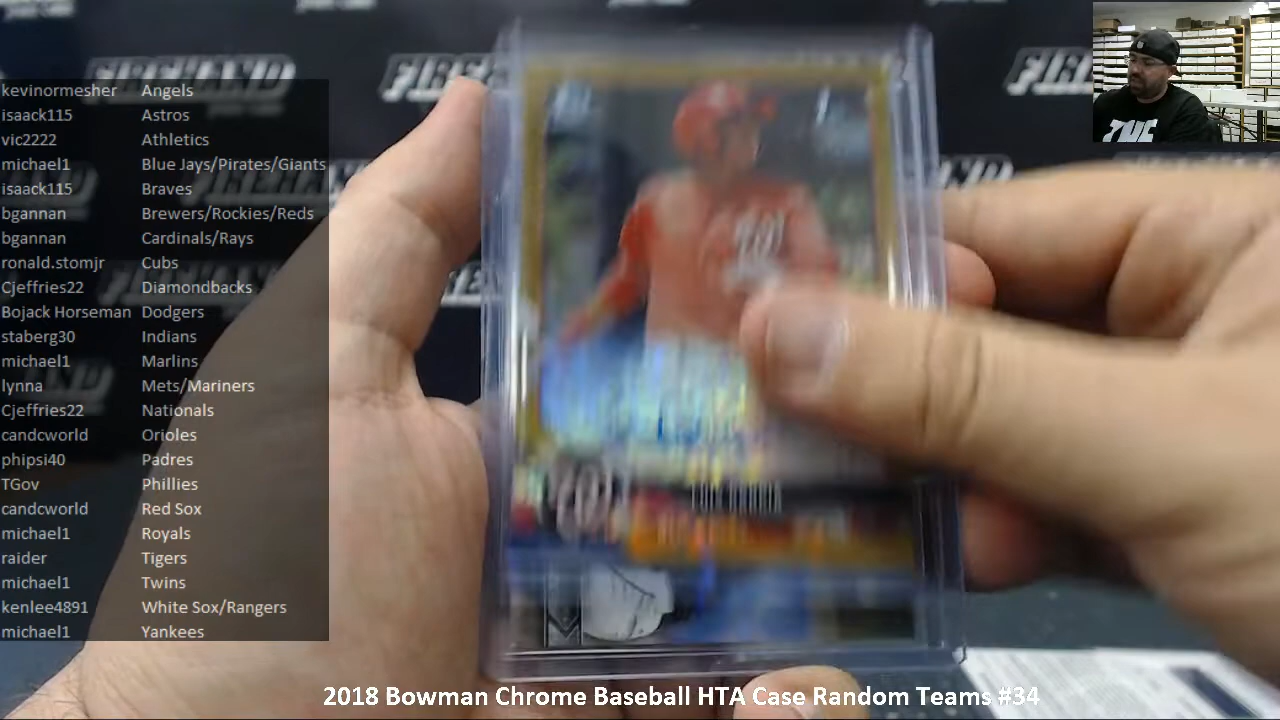 FIREHAND
kevinormesher Angels
isaack115 Astros
vic2222 Athletics
michael1 Blue Jays/Pirates/Giants
isaack115 Braves
bgannan Brewers/Rockies/Reds
bgannan Cardinals/Rays
ronald.stomjr Cubs
Cjeffries22 Diamondbacks
Bojack Horseman Dodgers
staberg30 Indians
michael1 Marlins
lynna Mets/Mariners
Cjeffries22 Nationals
candcworld Orioles
phipsi40 Padres
TGov Phillies
candcworld Red Sox
michael1 Royals
raider Tigers
michael1 Twins
kenlee4891 White Sox/Rangers
michael1 Yankees
2018 Bowman Chrome Baseball HTA Case Random Teams #34